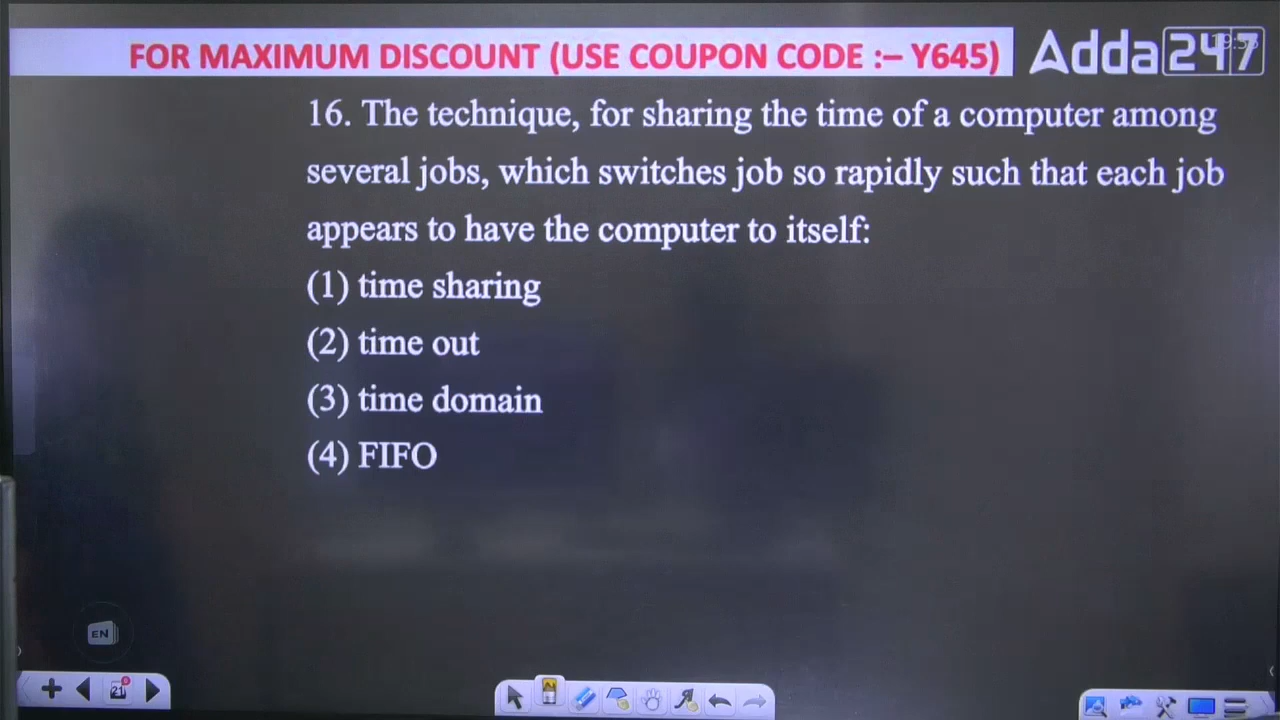 FOR MAXIMUM DISCOUNT (USE COUPON CODE :– Y645)
Adda247
16. The technique, for sharing the time of a computer among
several jobs, which switches job so rapidly such that each job
appears to have the computer to itself:
(1) time sharing
(2) time out
(3) time domain
(4) FIFO
EN
21